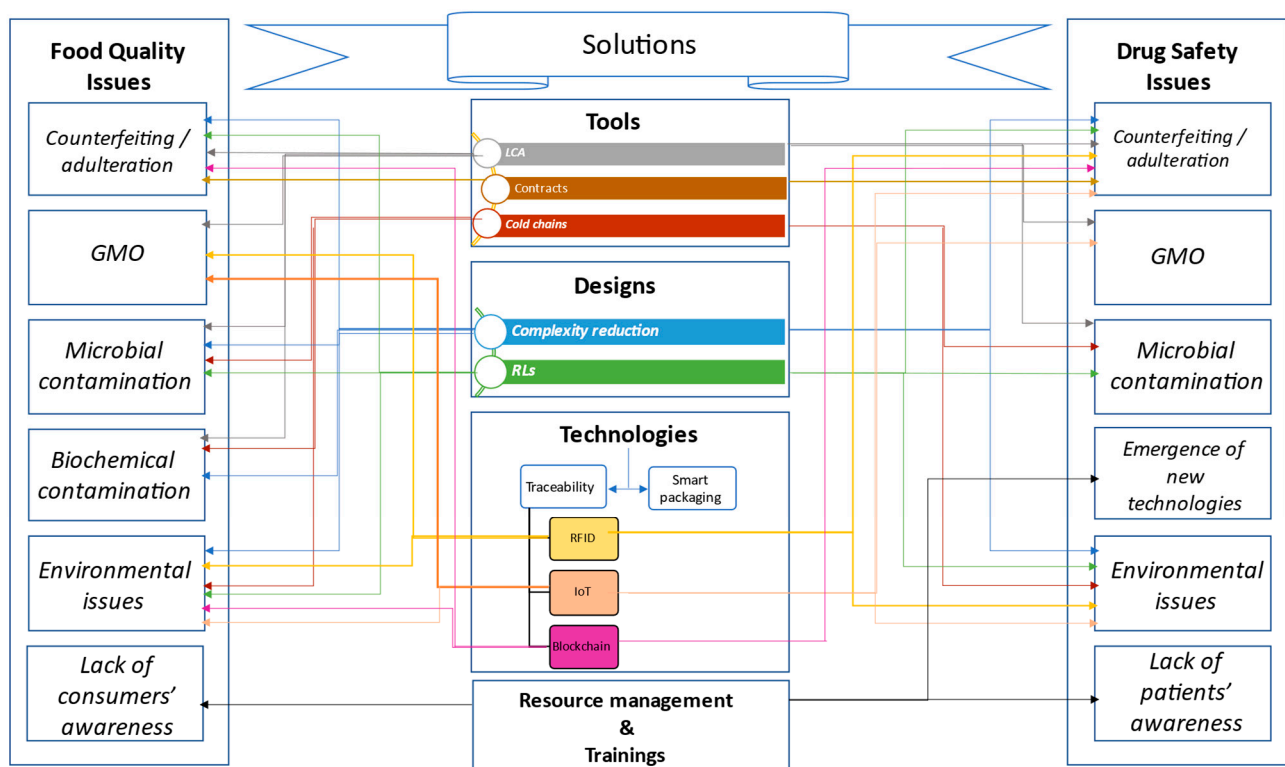 Solutions
Food Quality
Issues
Counterfeiting /
adulteration
GMO
Microbial
contamination
Biochemical
contamination
Environmental
issues
Lack of
consumers’
awareness
Tools
LCA
Contracts
Cold chains
Designs
Complexity reduction
RLs
Technologies
Traceability
Smart
packaging
RFID
IoT
Blockchain
Resource management
&
Trainings
Drug Safety
Issues
Counterfeiting /
adulteration
GMO
Microbial
contamination
Emergence of
new
technologies
Environmental
issues
Lack of
patients’
awareness